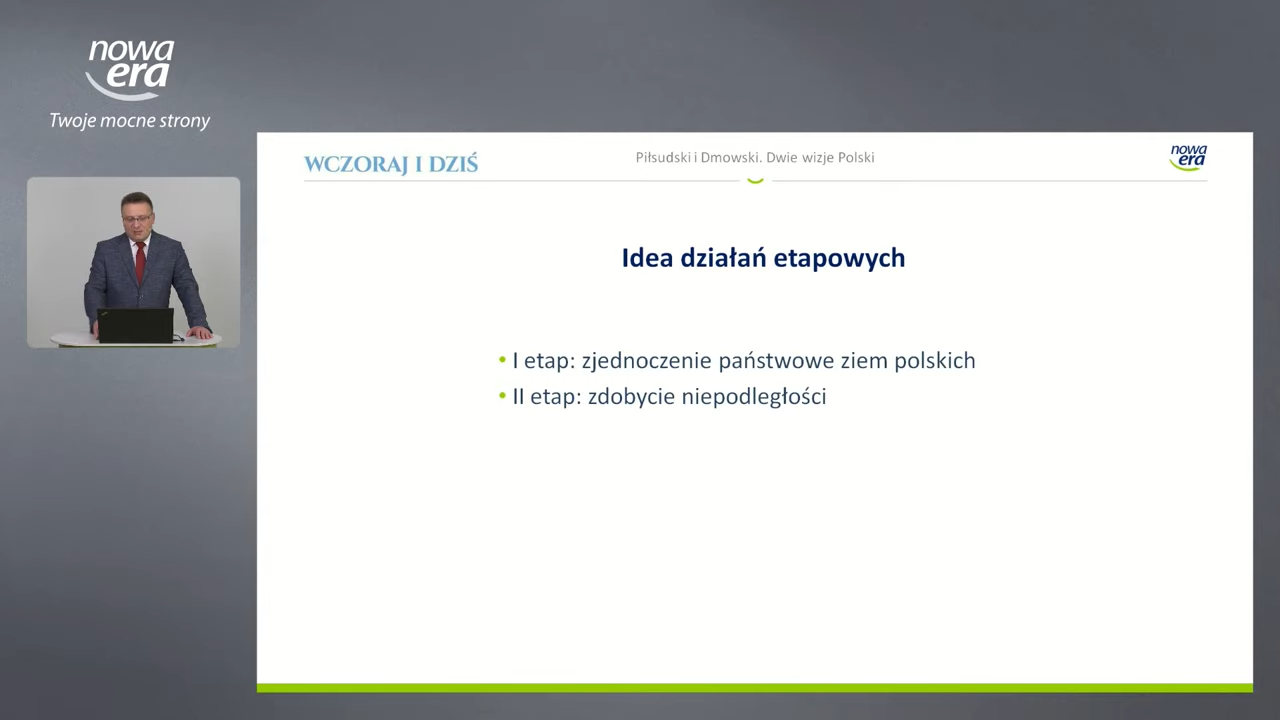 nowa
era
Twoje mocne strony
WCZORAJ I DZIŚ
Piłsudski i Dmowski. Dwie wizje Polski
nowa
era
Idea działań etapowych
• I etap: zjednoczenie państwowe ziem polskich
• II etap: zdobycie niepodległości